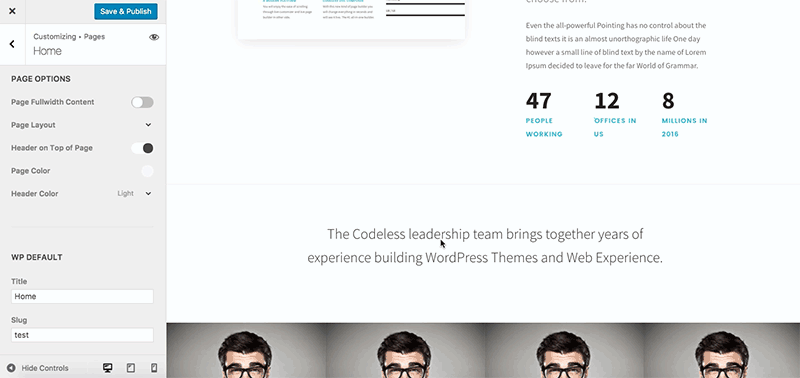 Save & Publish
Customizing • Pages
Home
PAGE OPTIONS
Page Fullwidth Content
Page Layout
Header on Top of Page
Page Color
Header Color
Light
WP DEFAULT
Title
Home
Slug
test
Hide Controls
Even the all-powerful Pointing has no control about the
blind texts it is an almost unorthographic life One day
however a small line of blind text by the name of Lorem
Ipsum decided to leave for the far World of Grammar.
47
PEOPLE
WORKING
12
OFFICES IN
US
8
MILLIONS IN
2016
The Codeless leadership team brings together years of
experience building WordPress Themes and Web Experience.